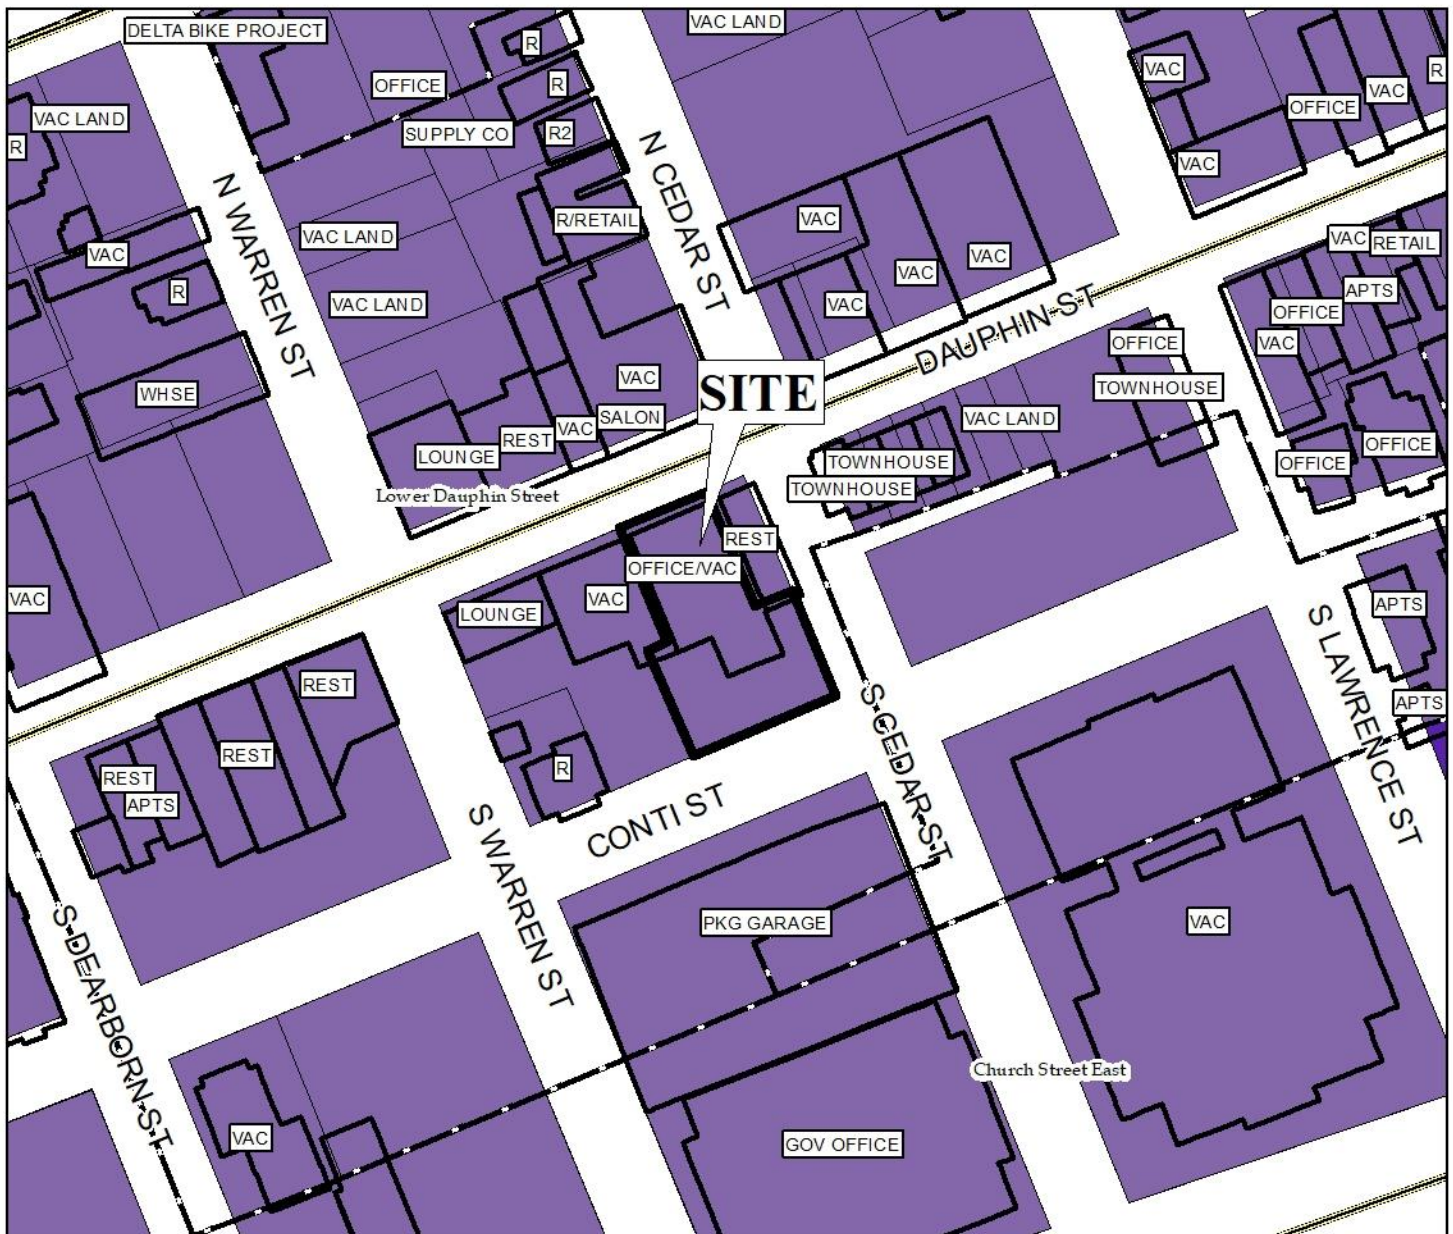 DELTA BIKE PROJECT
R
VAC LAND
OFFICE
R
VAC
R
VAC
OFFICE
VAC LAND
SUPPLY CO
R2
R
VAC
N WARREN ST
N CEDAR ST
R/RETAIL
VAC
VAC LAND
VAC
RETAIL
VAC
VAC
VAC
R
APTS
VAC LAND
VAC
OFFICE
DAUPHIN ST
OFFICE
VAC
VAC
SITE
WHSE
TOWNHOUSE
SALON
VAC LAND
VAC
REST
LOUNGE
OFFICE
TOWNHOUSE
OFFICE
TOWNHOUSE
Lower Dauphin Street
REST
OFFICE/VAC
VAC
VAC
LOUNGE
APTS
S LAWRENCE ST
REST
APTS
S CEDAR ST
REST
R
REST
APTS
CONTI ST
S WARREN ST
PKG GARAGE
VAC
S DEARBORN ST
Church Street East
VAC
GOV OFFICE